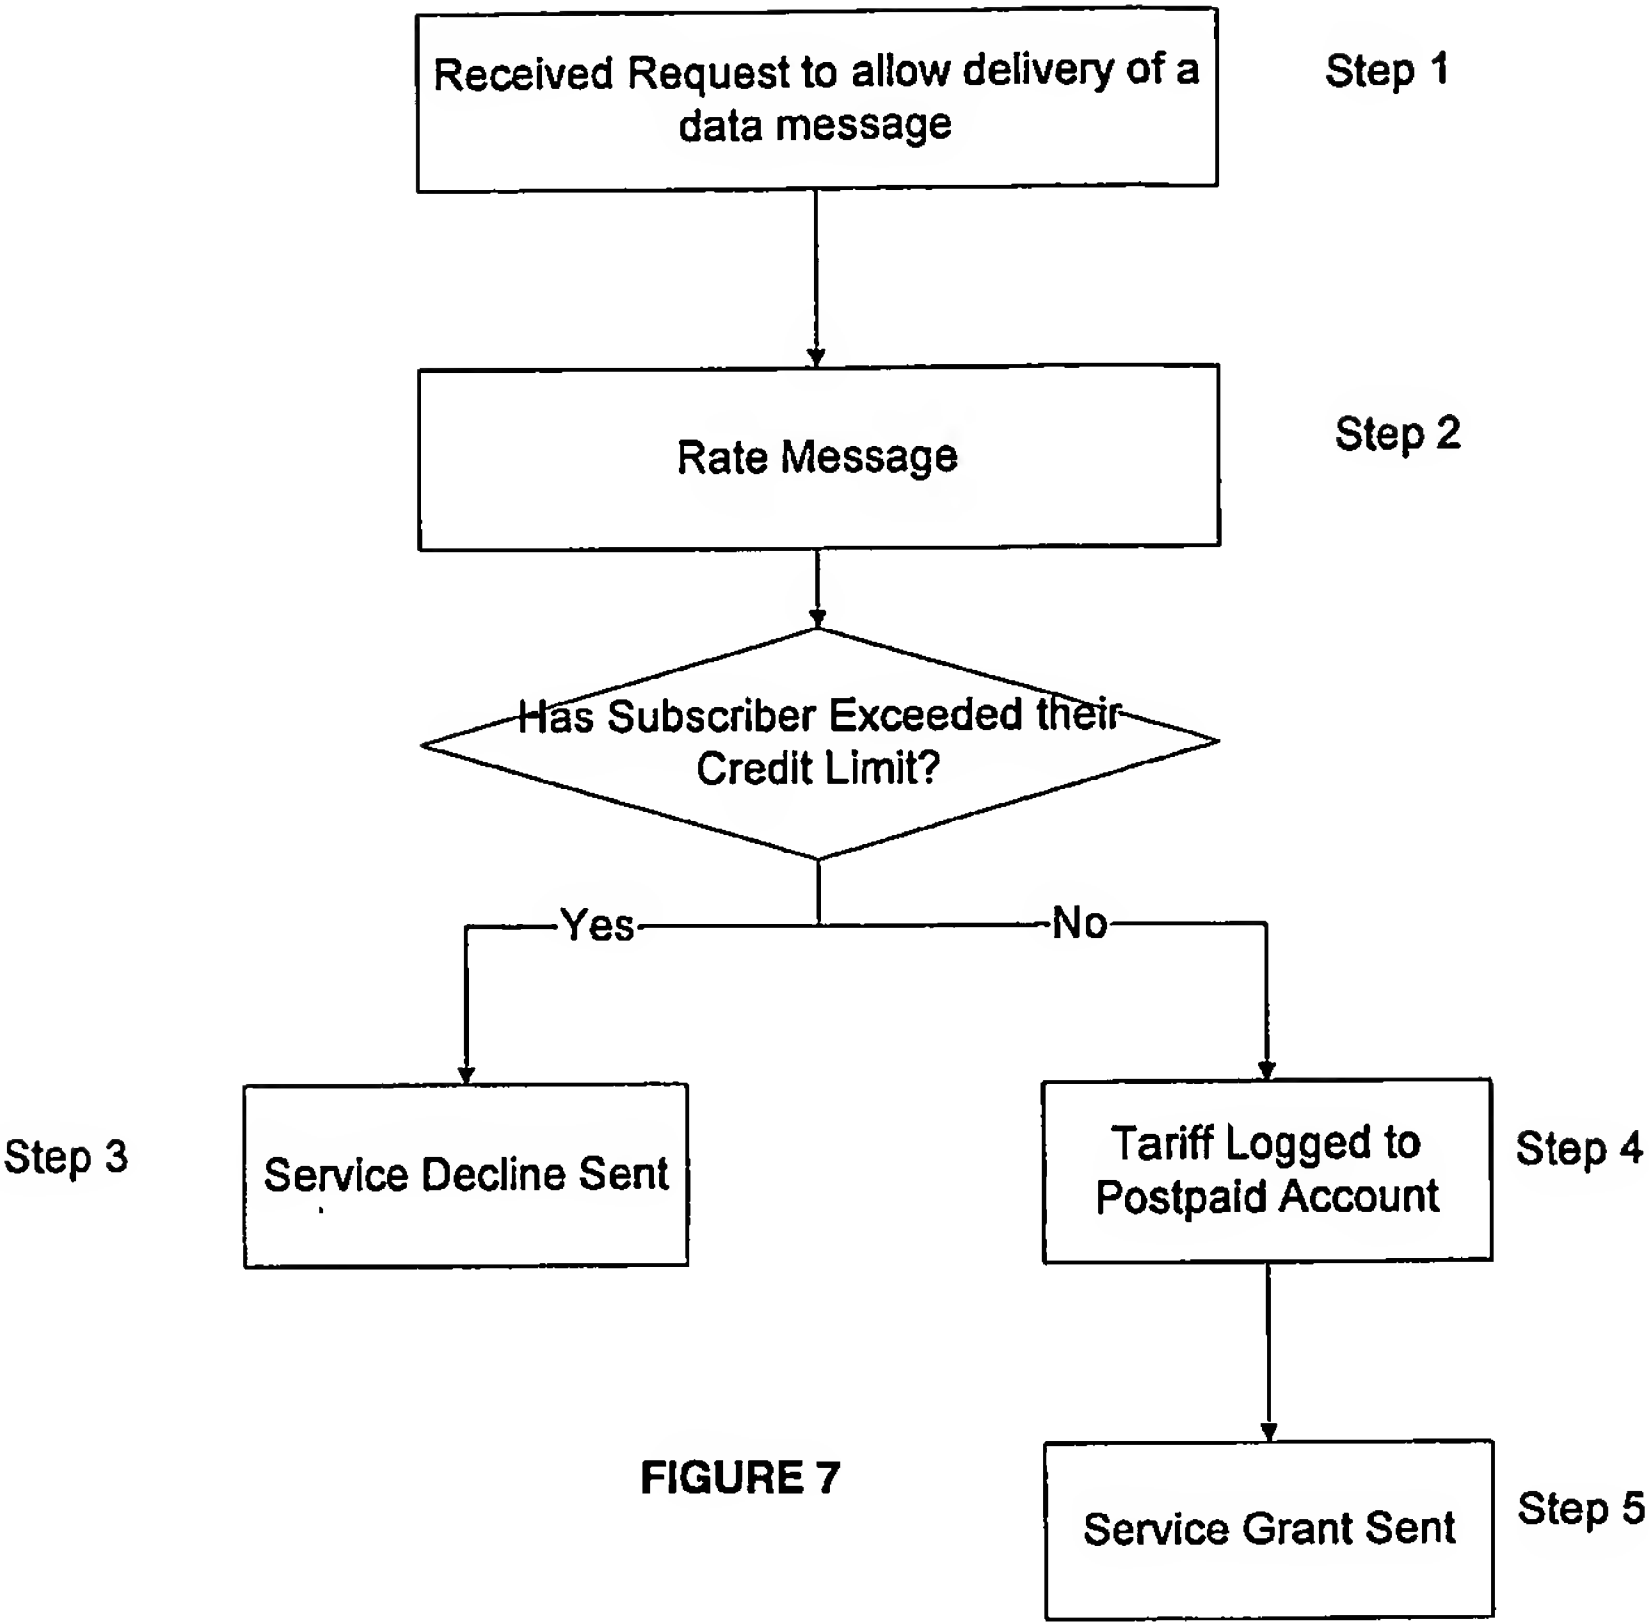 Received Request to allow delivery of a
data message
Step 1
Rate Message
Step 2
Has Subscriber Exceeded their
Credit Limit?
Yes
No
Step 3
Service Decline Sent
Tariff Logged to
Postpaid Account
Step 4
FIGURE 7
Service Grant Sent
Step 5